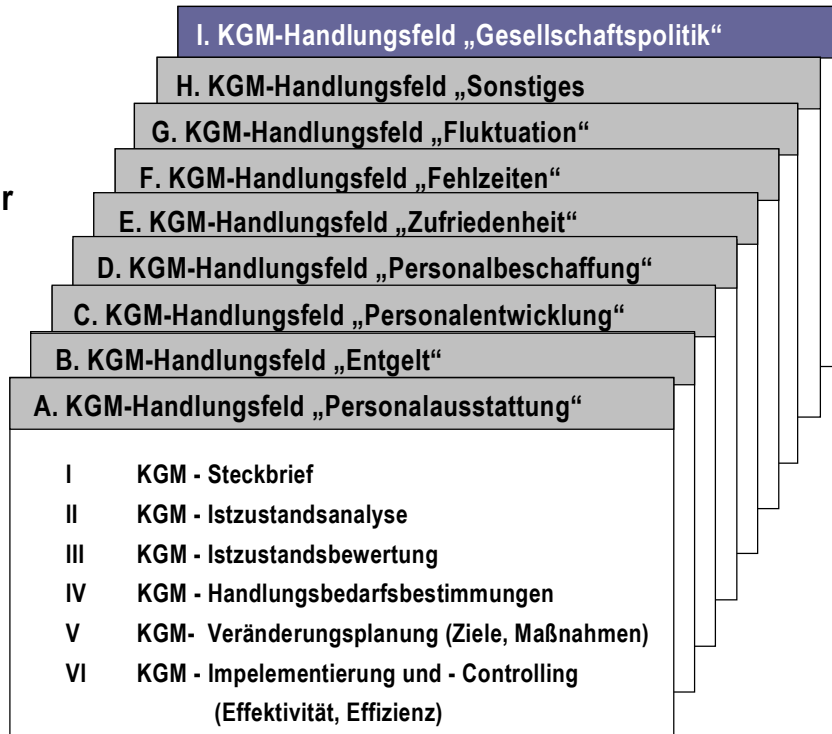 I. KGM-Handlungsfeld „Gesellschaftspolitik“
H. KGM-Handlungsfeld „Sonstiges
G. KGM-Handlungsfeld „Fluktuation“
r
F. KGM-Handlungsfeld „Fehlzeiten“
E. KGM-Handlungsfeld „Zufriedenheit“
D. KGM-Handlungsfeld „Personalbeschaffung“
C. KGM-Handlungsfeld „Personalentwicklung“
B. KGM-Handlungsfeld „Entgelt“
A. KGM-Handlungsfeld „Personalausstattung“
I KGM - Steckbrief
II KGM - Istzustandsanalyse
III KGM - Istzustandsbewertung
IV KGM - Handlungsbedarfsbestimmungen
V KGM- Veränderungsplanung (Ziele, Maßnahmen)
VI KGM - Impelementierung und - Controlling
(Effektivität, Effizienz)